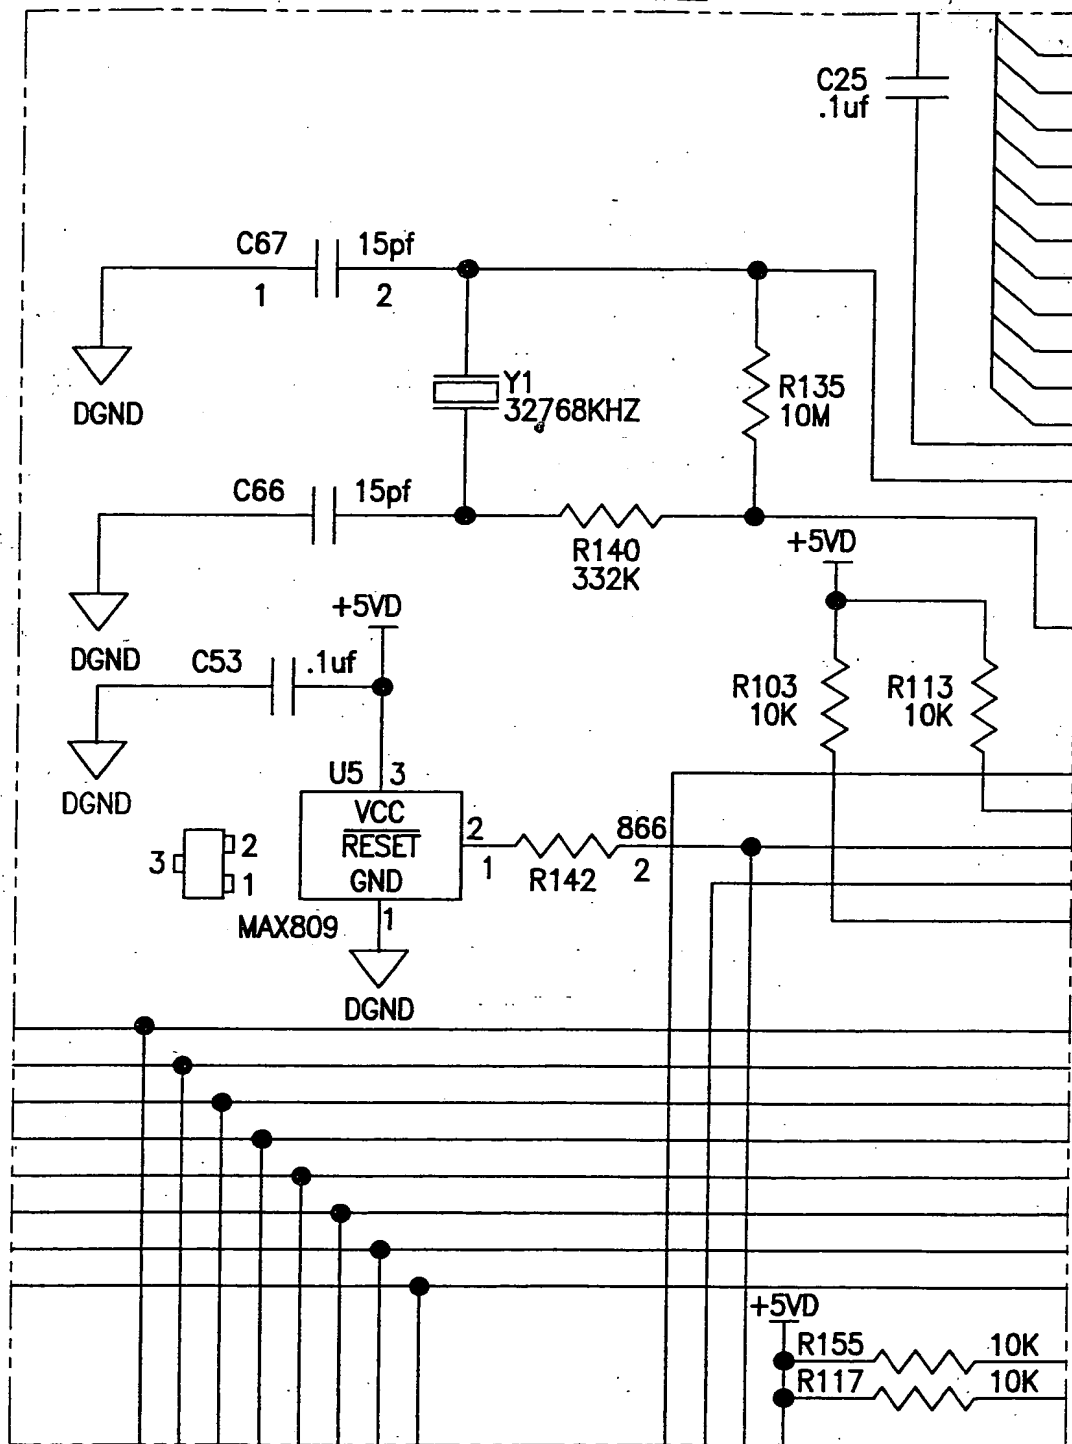 C25
.1uf
C67 15pf
1 2
DGND
Y1
32768KHZ
R135
10M
C66 15pf
R140
332K
+5VD
DGND
+5VD
C53 .1uf
R103
10K
R113
10K
DGND
U5 3
VCC
RESET
GND
2
1
866
R142 2
3 2
1
MAX809
1
DGND
+5VD
R155 10K
R117 10K